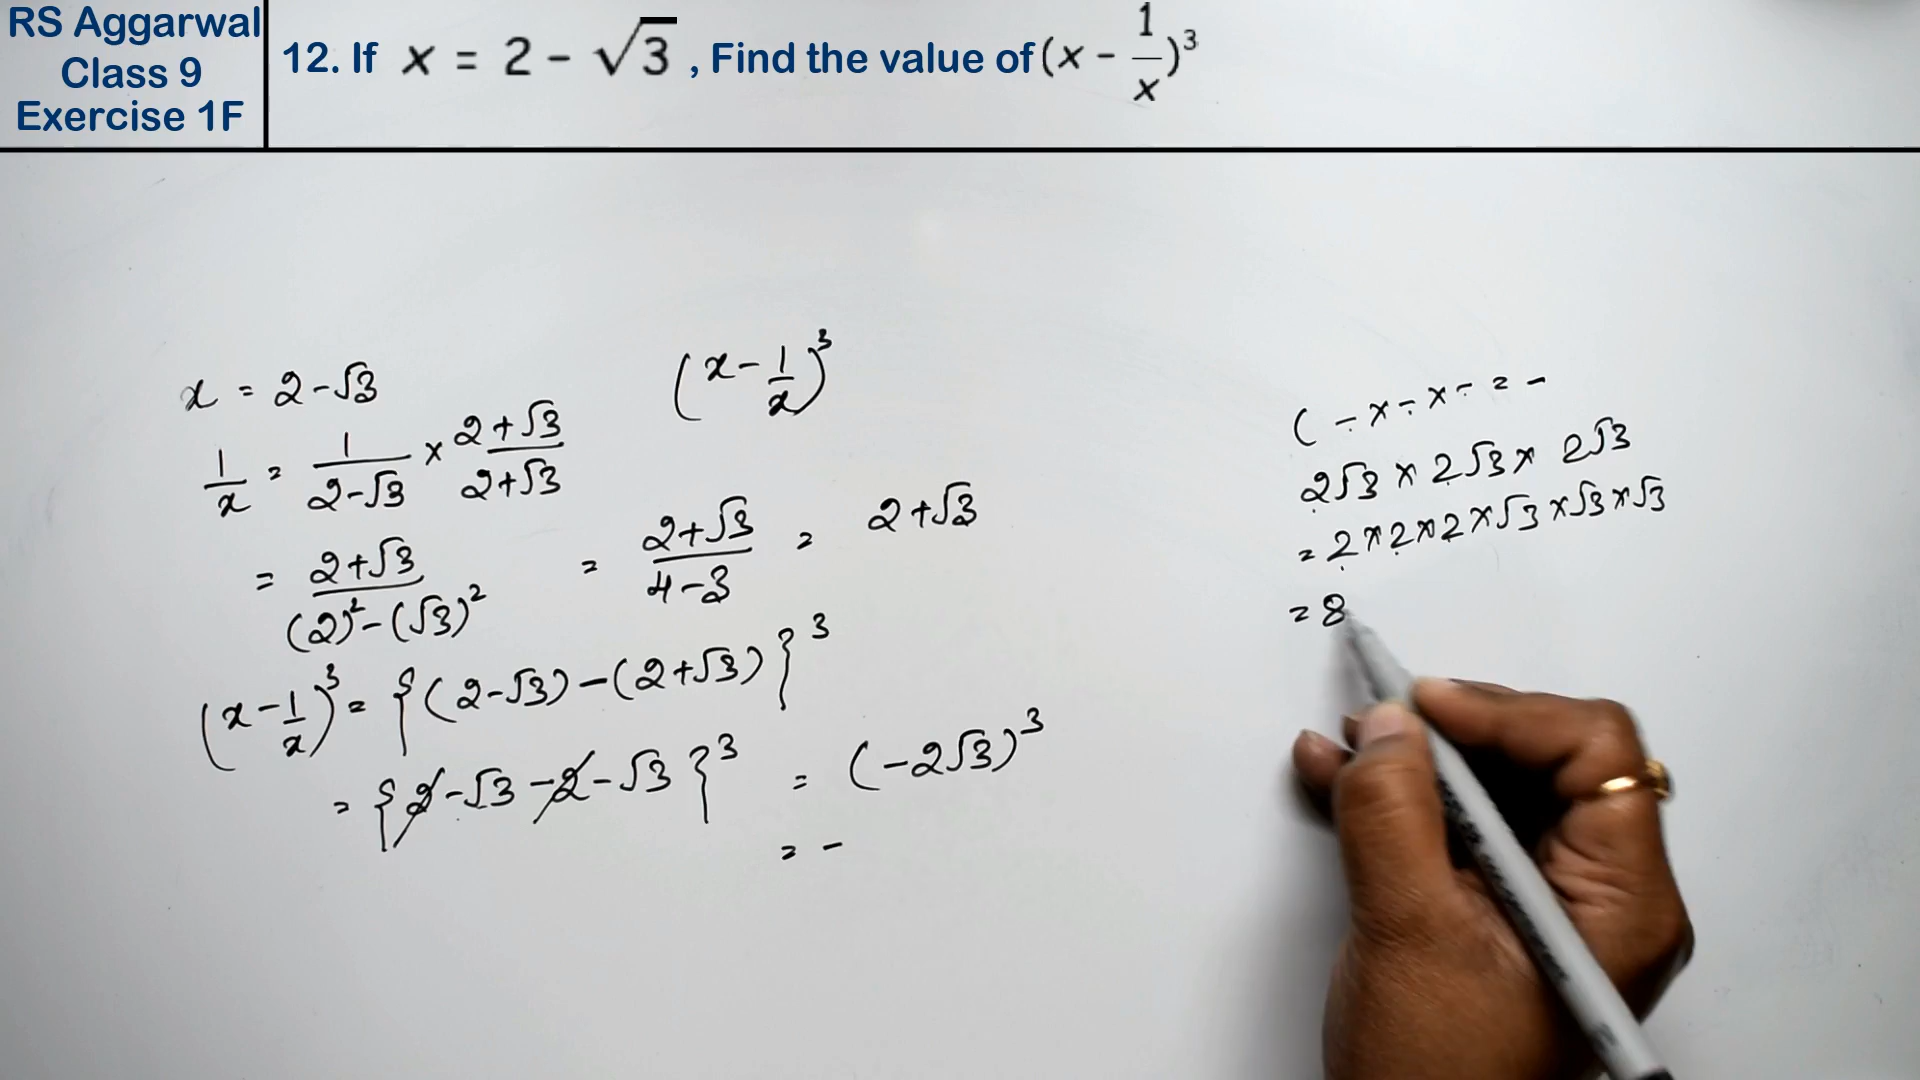 RS Aggarwal
Class 9
Exercise 1F
12. If x = 2 - √3 , Find the value of (x - 1/x)³
x = 2 - √3
(x - 1/x)³
1/x = 1/(2-√3) × (2+√3)/(2+√3)
= (2+√3)/((2)² - (√3)²) = (2+√3)/(4-3) = 2+√3
(x - 1/x)³ = {(2-√3) - (2+√3)}³
= {2 - √3 - 2 - √3}³ = (-2√3)³
= -
( - × - × - = -
2√3 × 2√3 × 2√3
= 2 × 2 × 2 × √3 × √3 × √3
= 8